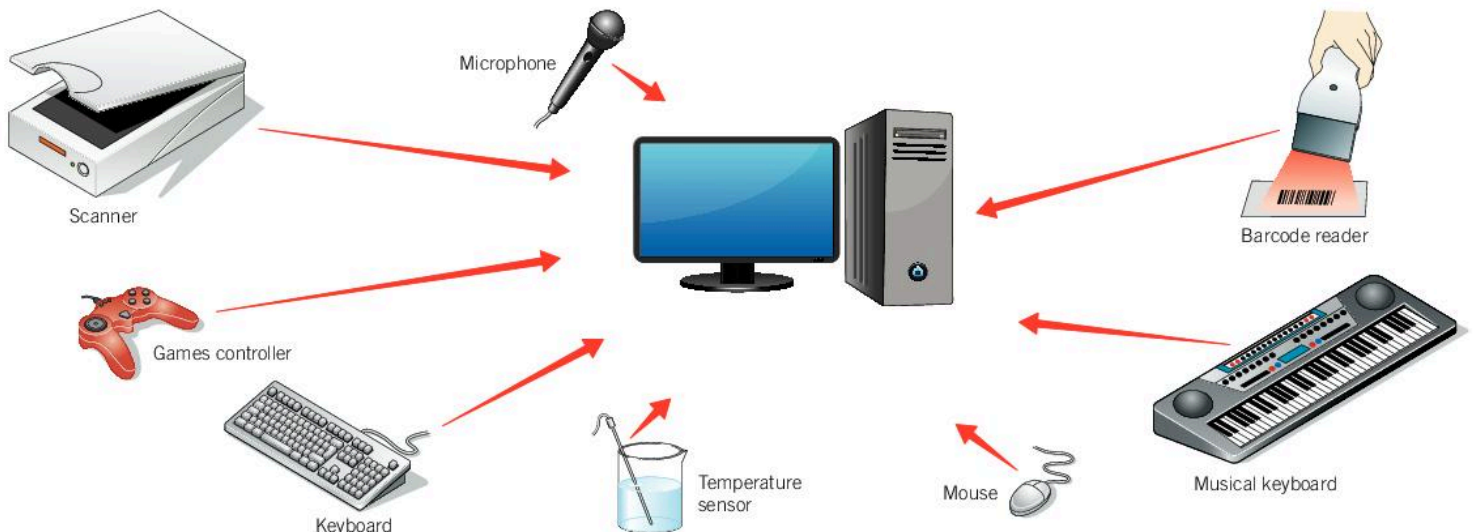 Microphone
Scanner
Barcode reader
Games controller
Temperature
sensor
Mouse
Musical keyboard
Keyboard